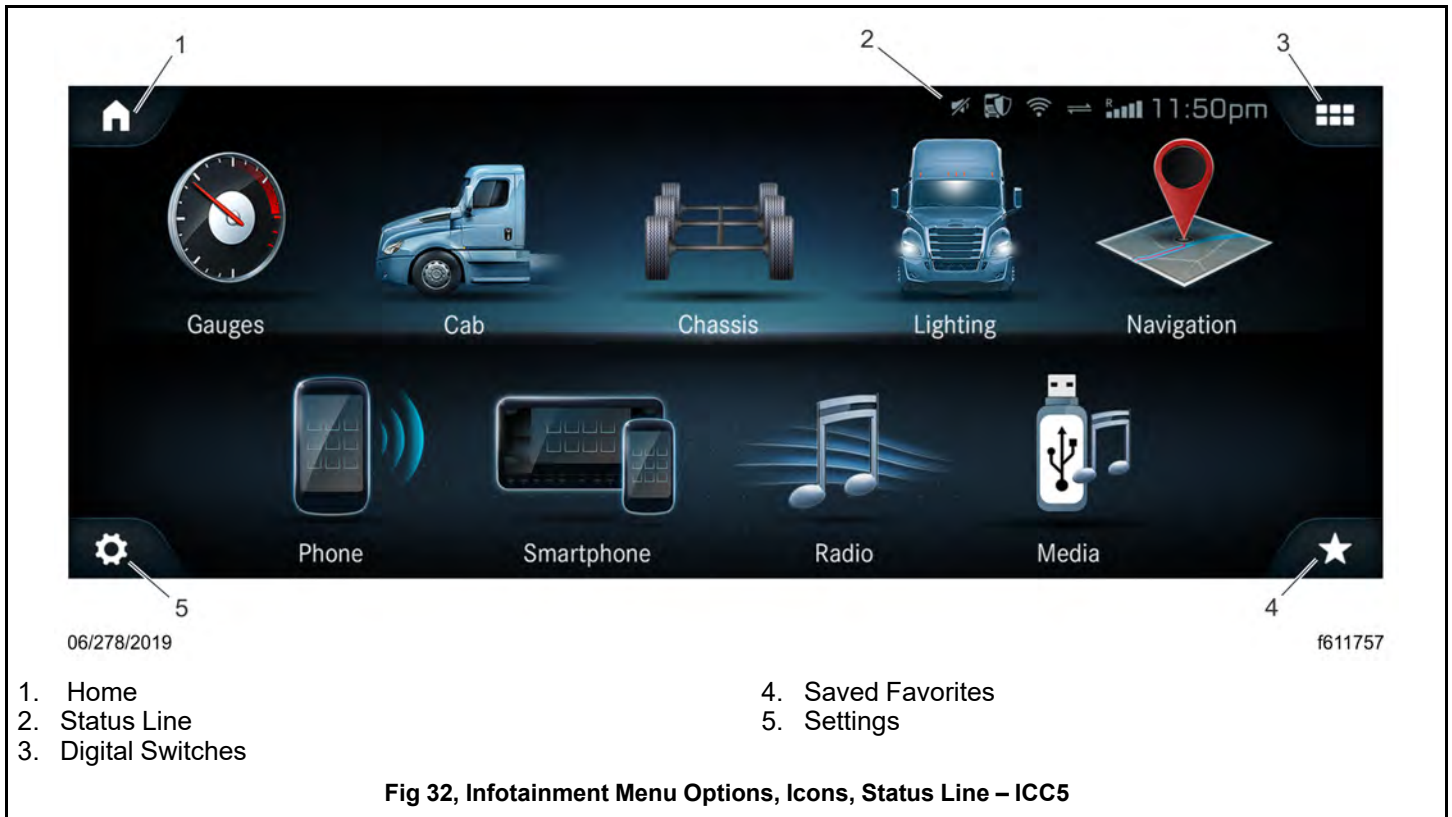 1
2
3
R 11:50pm
Gauges
Cab
Chassis
Lighting
Navigation
Phone
Smartphone
Radio
Media
5
4
06/278/2019
f611757
1. Home
2. Status Line
3. Digital Switches
4. Saved Favorites
5. Settings
Fig 32, Infotainment Menu Options, Icons, Status Line – ICC5